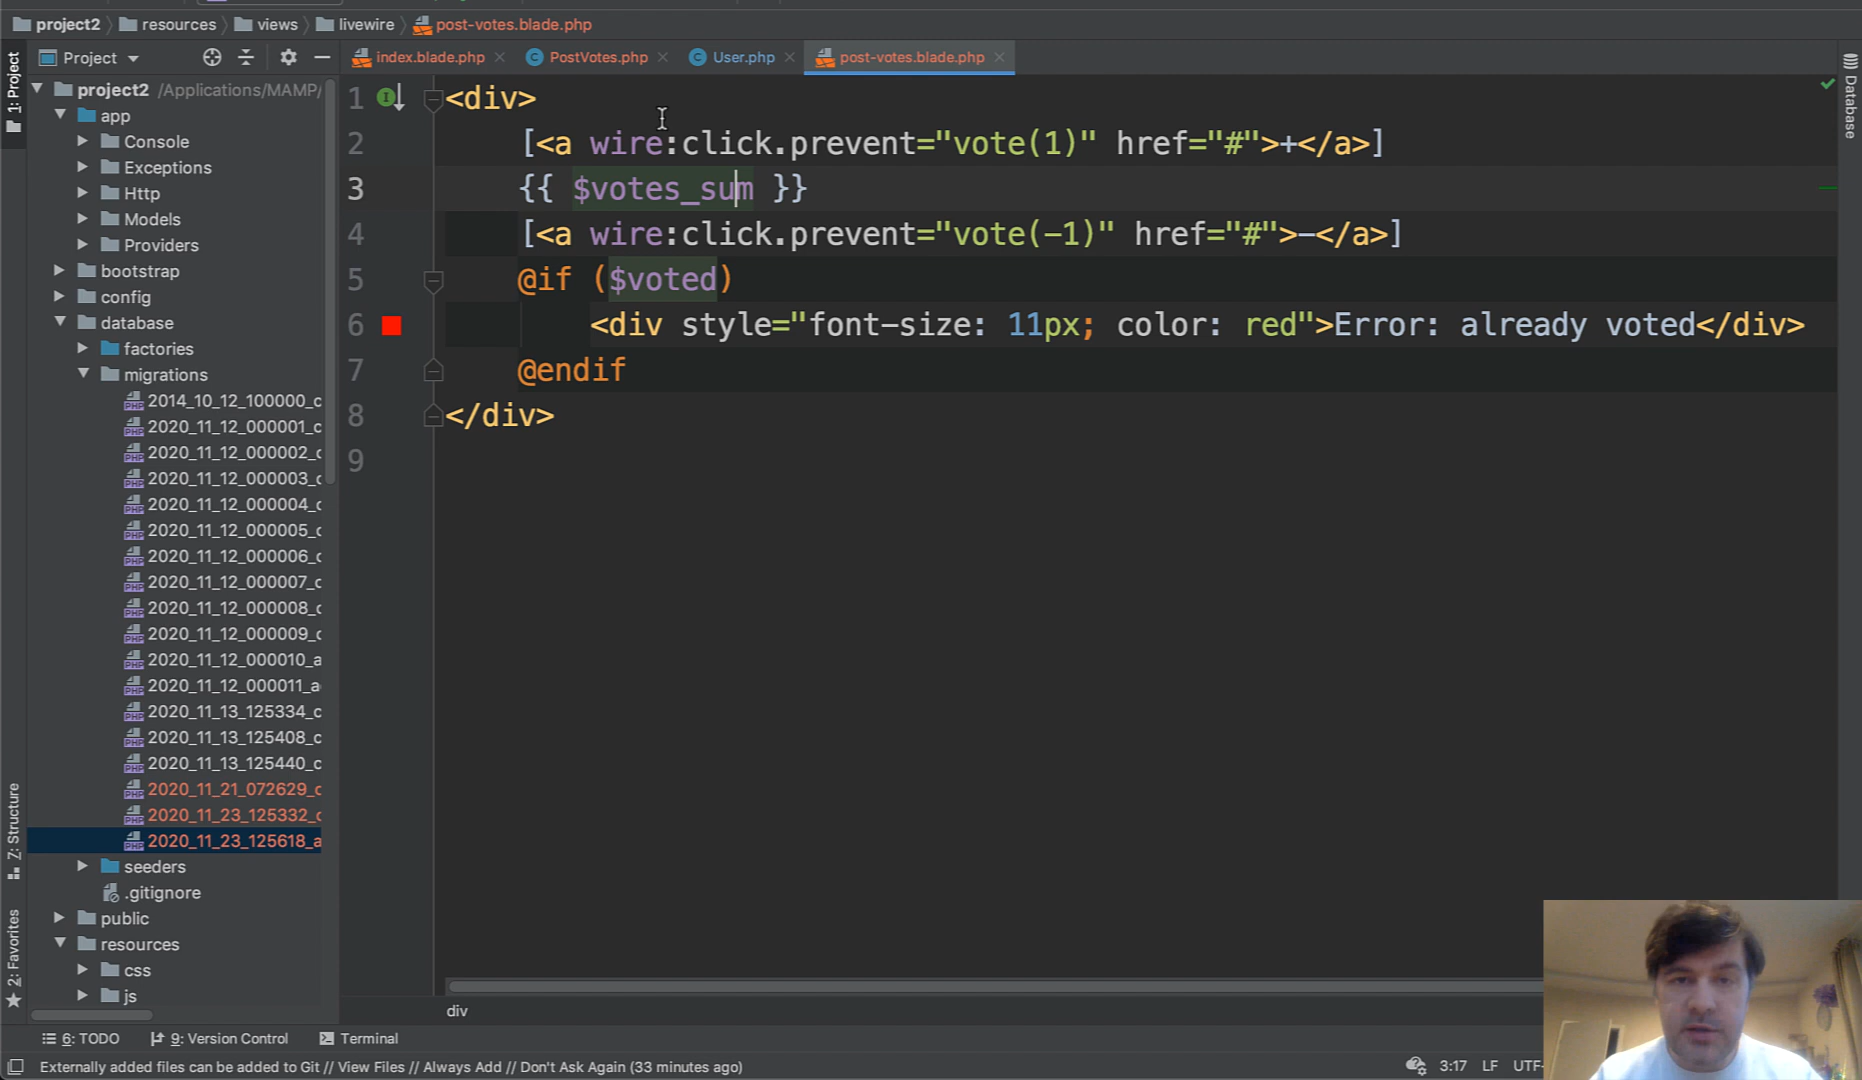 project2 resources views livewire post-votes.blade.php
1: Project
Project
index.blade.php PostVotes.php User.php post-votes.blade.php
Database
project2 /Applications/MAMP/
app
Console
Exceptions
Http
Models
Providers
bootstrap
config
database
factories
migrations
2014_10_12_100000_c
2020_11_12_000001_c
2020_11_12_000002_c
2020_11_12_000003_c
2020_11_12_000004_c
2020_11_12_000005_c
2020_11_12_000006_c
2020_11_12_000007_c
2020_11_12_000008_c
2020_11_12_000009_c
2020_11_12_000010_a
2020_11_12_000011_a
2020_11_13_125334_c
2020_11_13_125408_c
2020_11_13_125440_c
2020_11_21_072629_c
2020_11_23_125332_c
2020_11_23_125618_a
seeders
.gitignore
public
resources
css
js
Z: Structure
2: Favorites
1 <div>
2 [<a wire:click.prevent="vote(1)" href="#">+</a>]
3 {{ $votes_sum }}
4 [<a wire:click.prevent="vote(-1)" href="#">-</a>]
5 @if ($voted)
6 <div style="font-size: 11px; color: red">Error: already voted</div>
7 @endif
8 </div>
9
div
6: TODO 9: Version Control Terminal
Externally added files can be added to Git // View Files // Always Add // Don't Ask Again (33 minutes ago)
3:17 LF UTF-